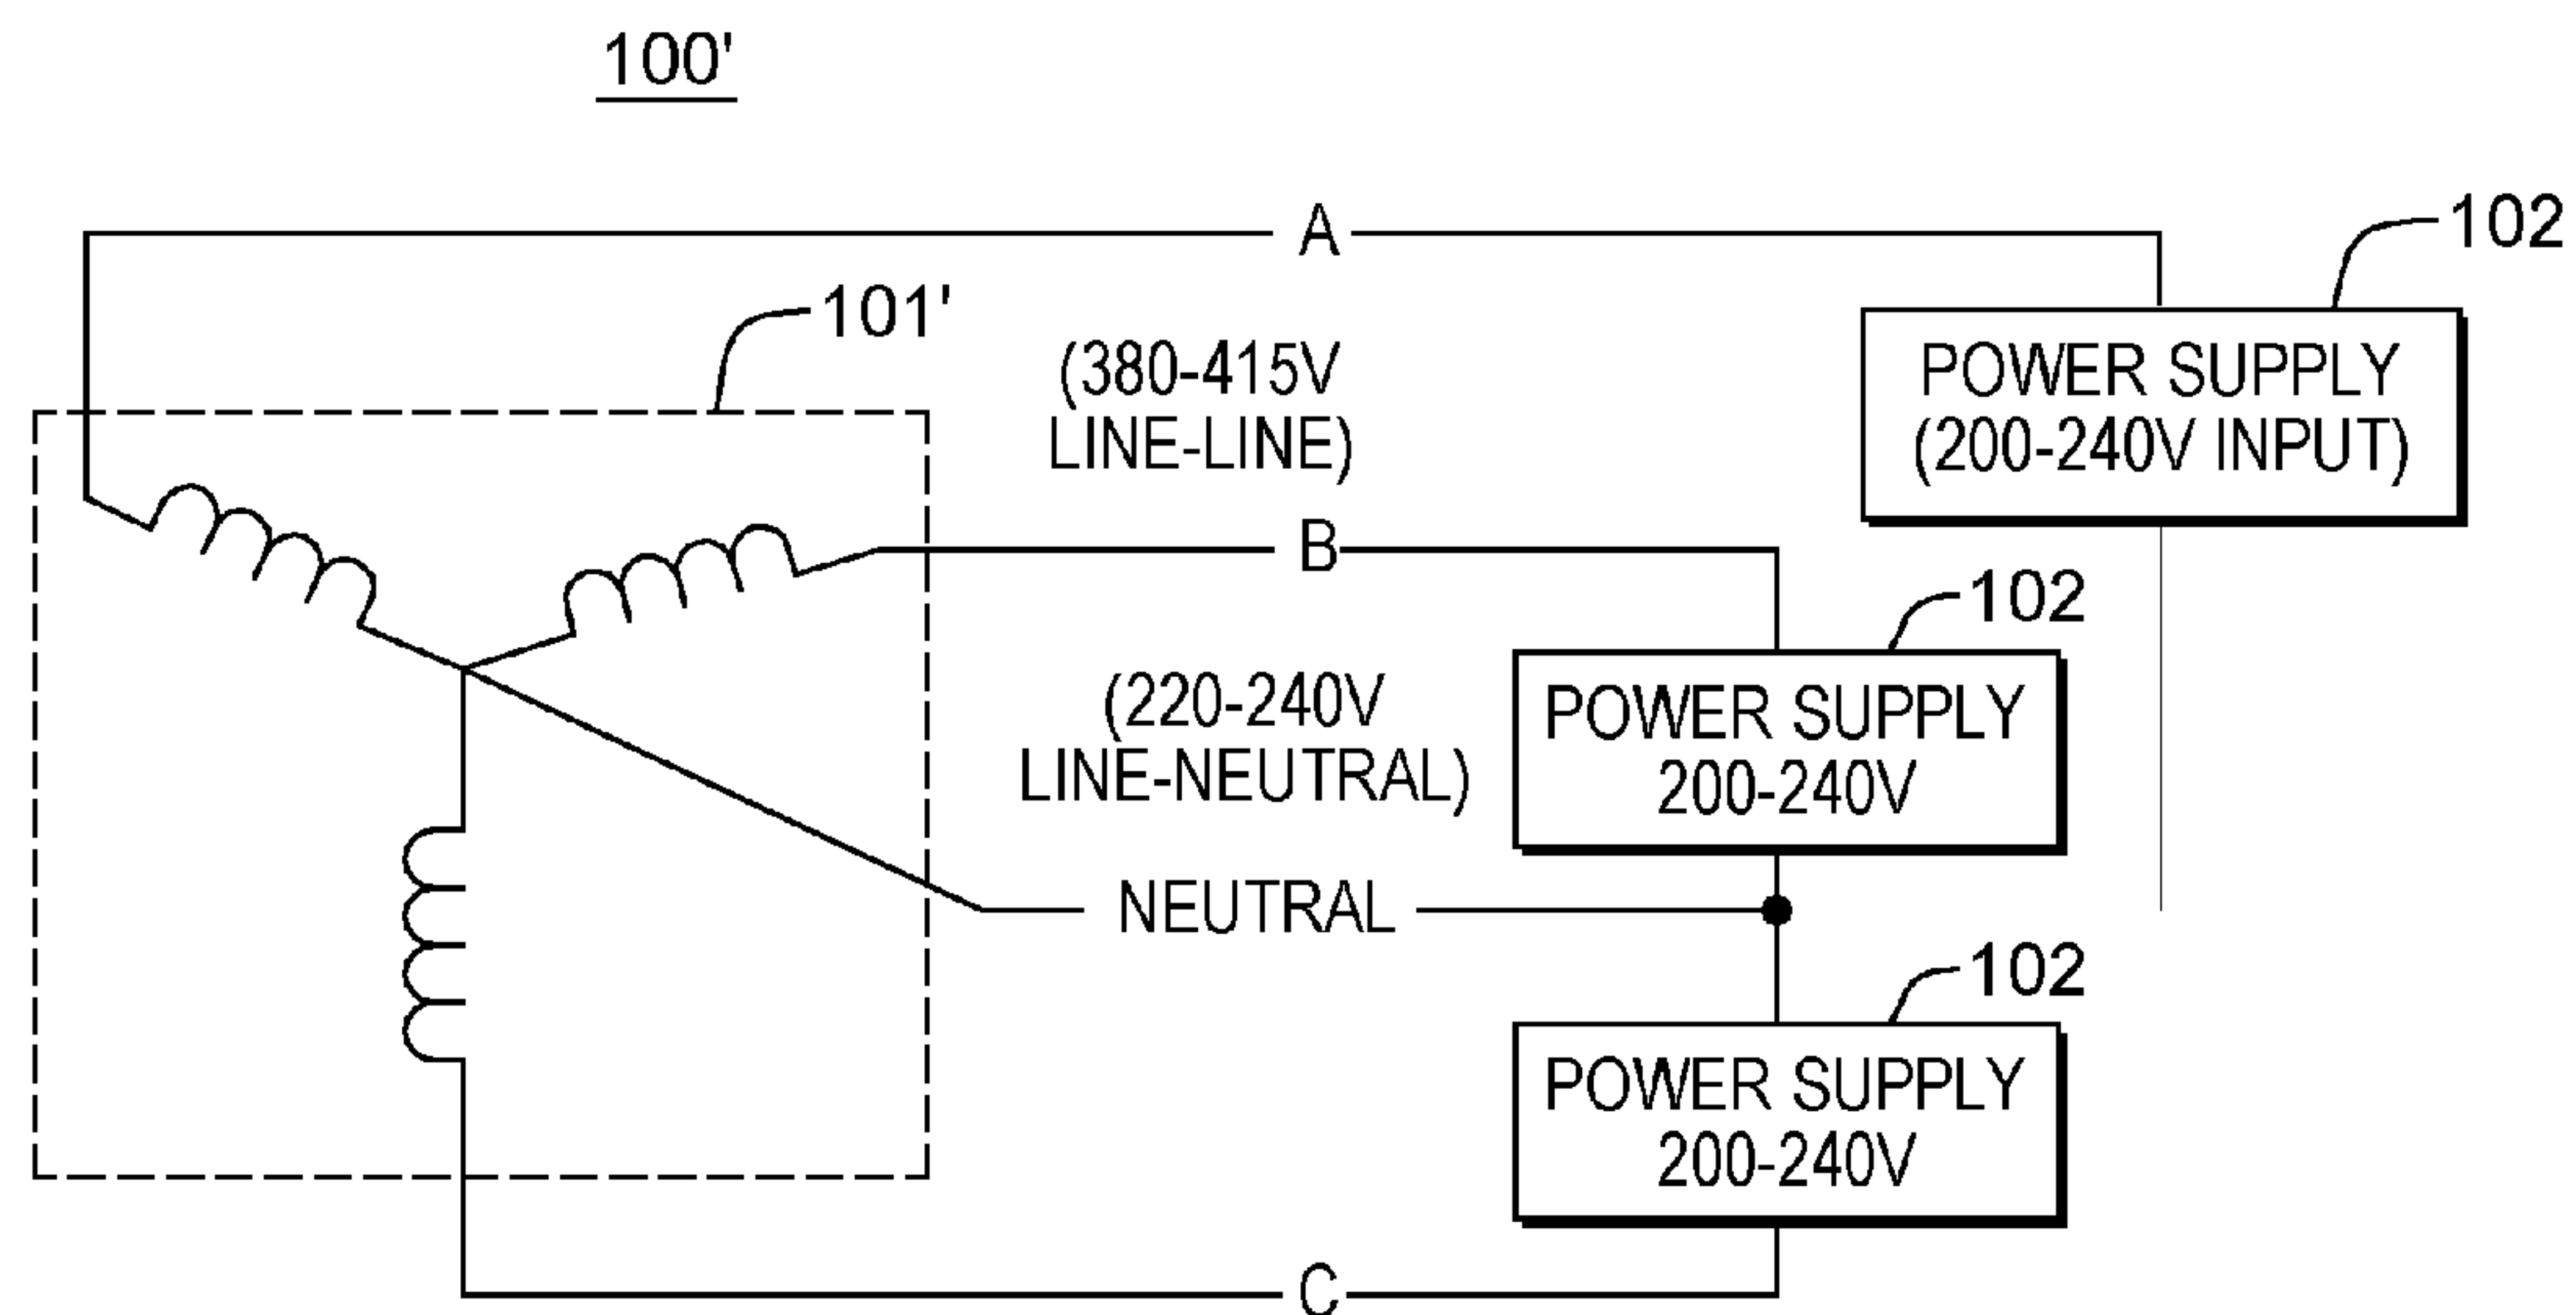 100'
A
102
101'
(380-415V
LINE-LINE)
POWER SUPPLY
(200-240V INPUT)
B
102
(220-240V
LINE-NEUTRAL)
POWER SUPPLY
200-240V
NEUTRAL
102
POWER SUPPLY
200-240V
C